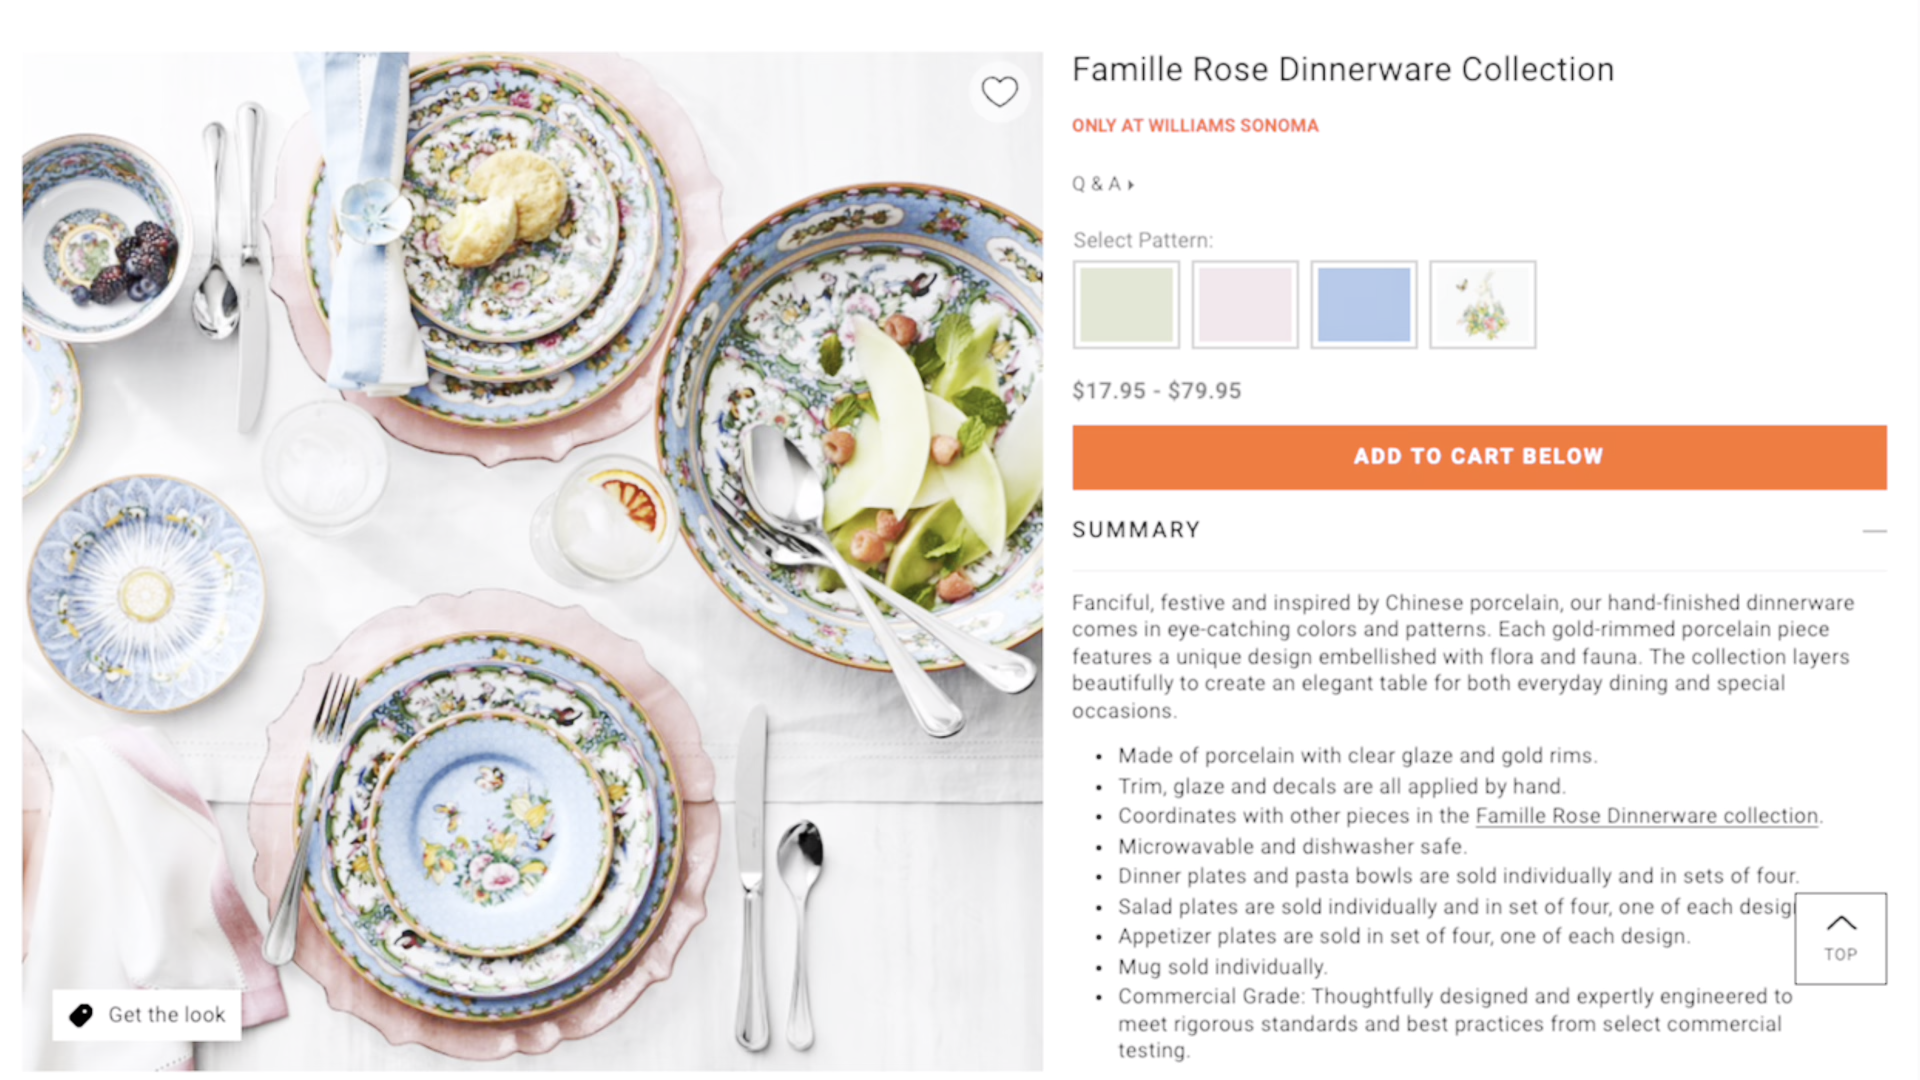 Famille Rose Dinnerware Collection
ONLY AT WILLIAMS SONOMA
Q & A
Select Pattern:
$17.95 - $79.95
ADD TO CART BELOW
SUMMARY
Fanciful, festive and inspired by Chinese porcelain, our hand-finished dinnerware
comes in eye-catching colors and patterns. Each gold-rimmed porcelain piece
features a unique design embellished with flora and fauna. The collection layers
beautifully to create an elegant table for both everyday dining and special
occasions.
• Made of porcelain with clear glaze and gold rims.
• Trim, glaze and decals are all applied by hand.
• Coordinates with other pieces in the Famille Rose Dinnerware collection.
• Microwavable and dishwasher safe.
• Dinner plates and pasta bowls are sold individually and in sets of four.
• Salad plates are sold individually and in set of four, one of each desig
• Appetizer plates are sold in set of four, one of each design.
• Mug sold individually.
• Commercial Grade: Thoughtfully designed and expertly engineered to
meet rigorous standards and best practices from select commercial
testing.
TOP
Get the look